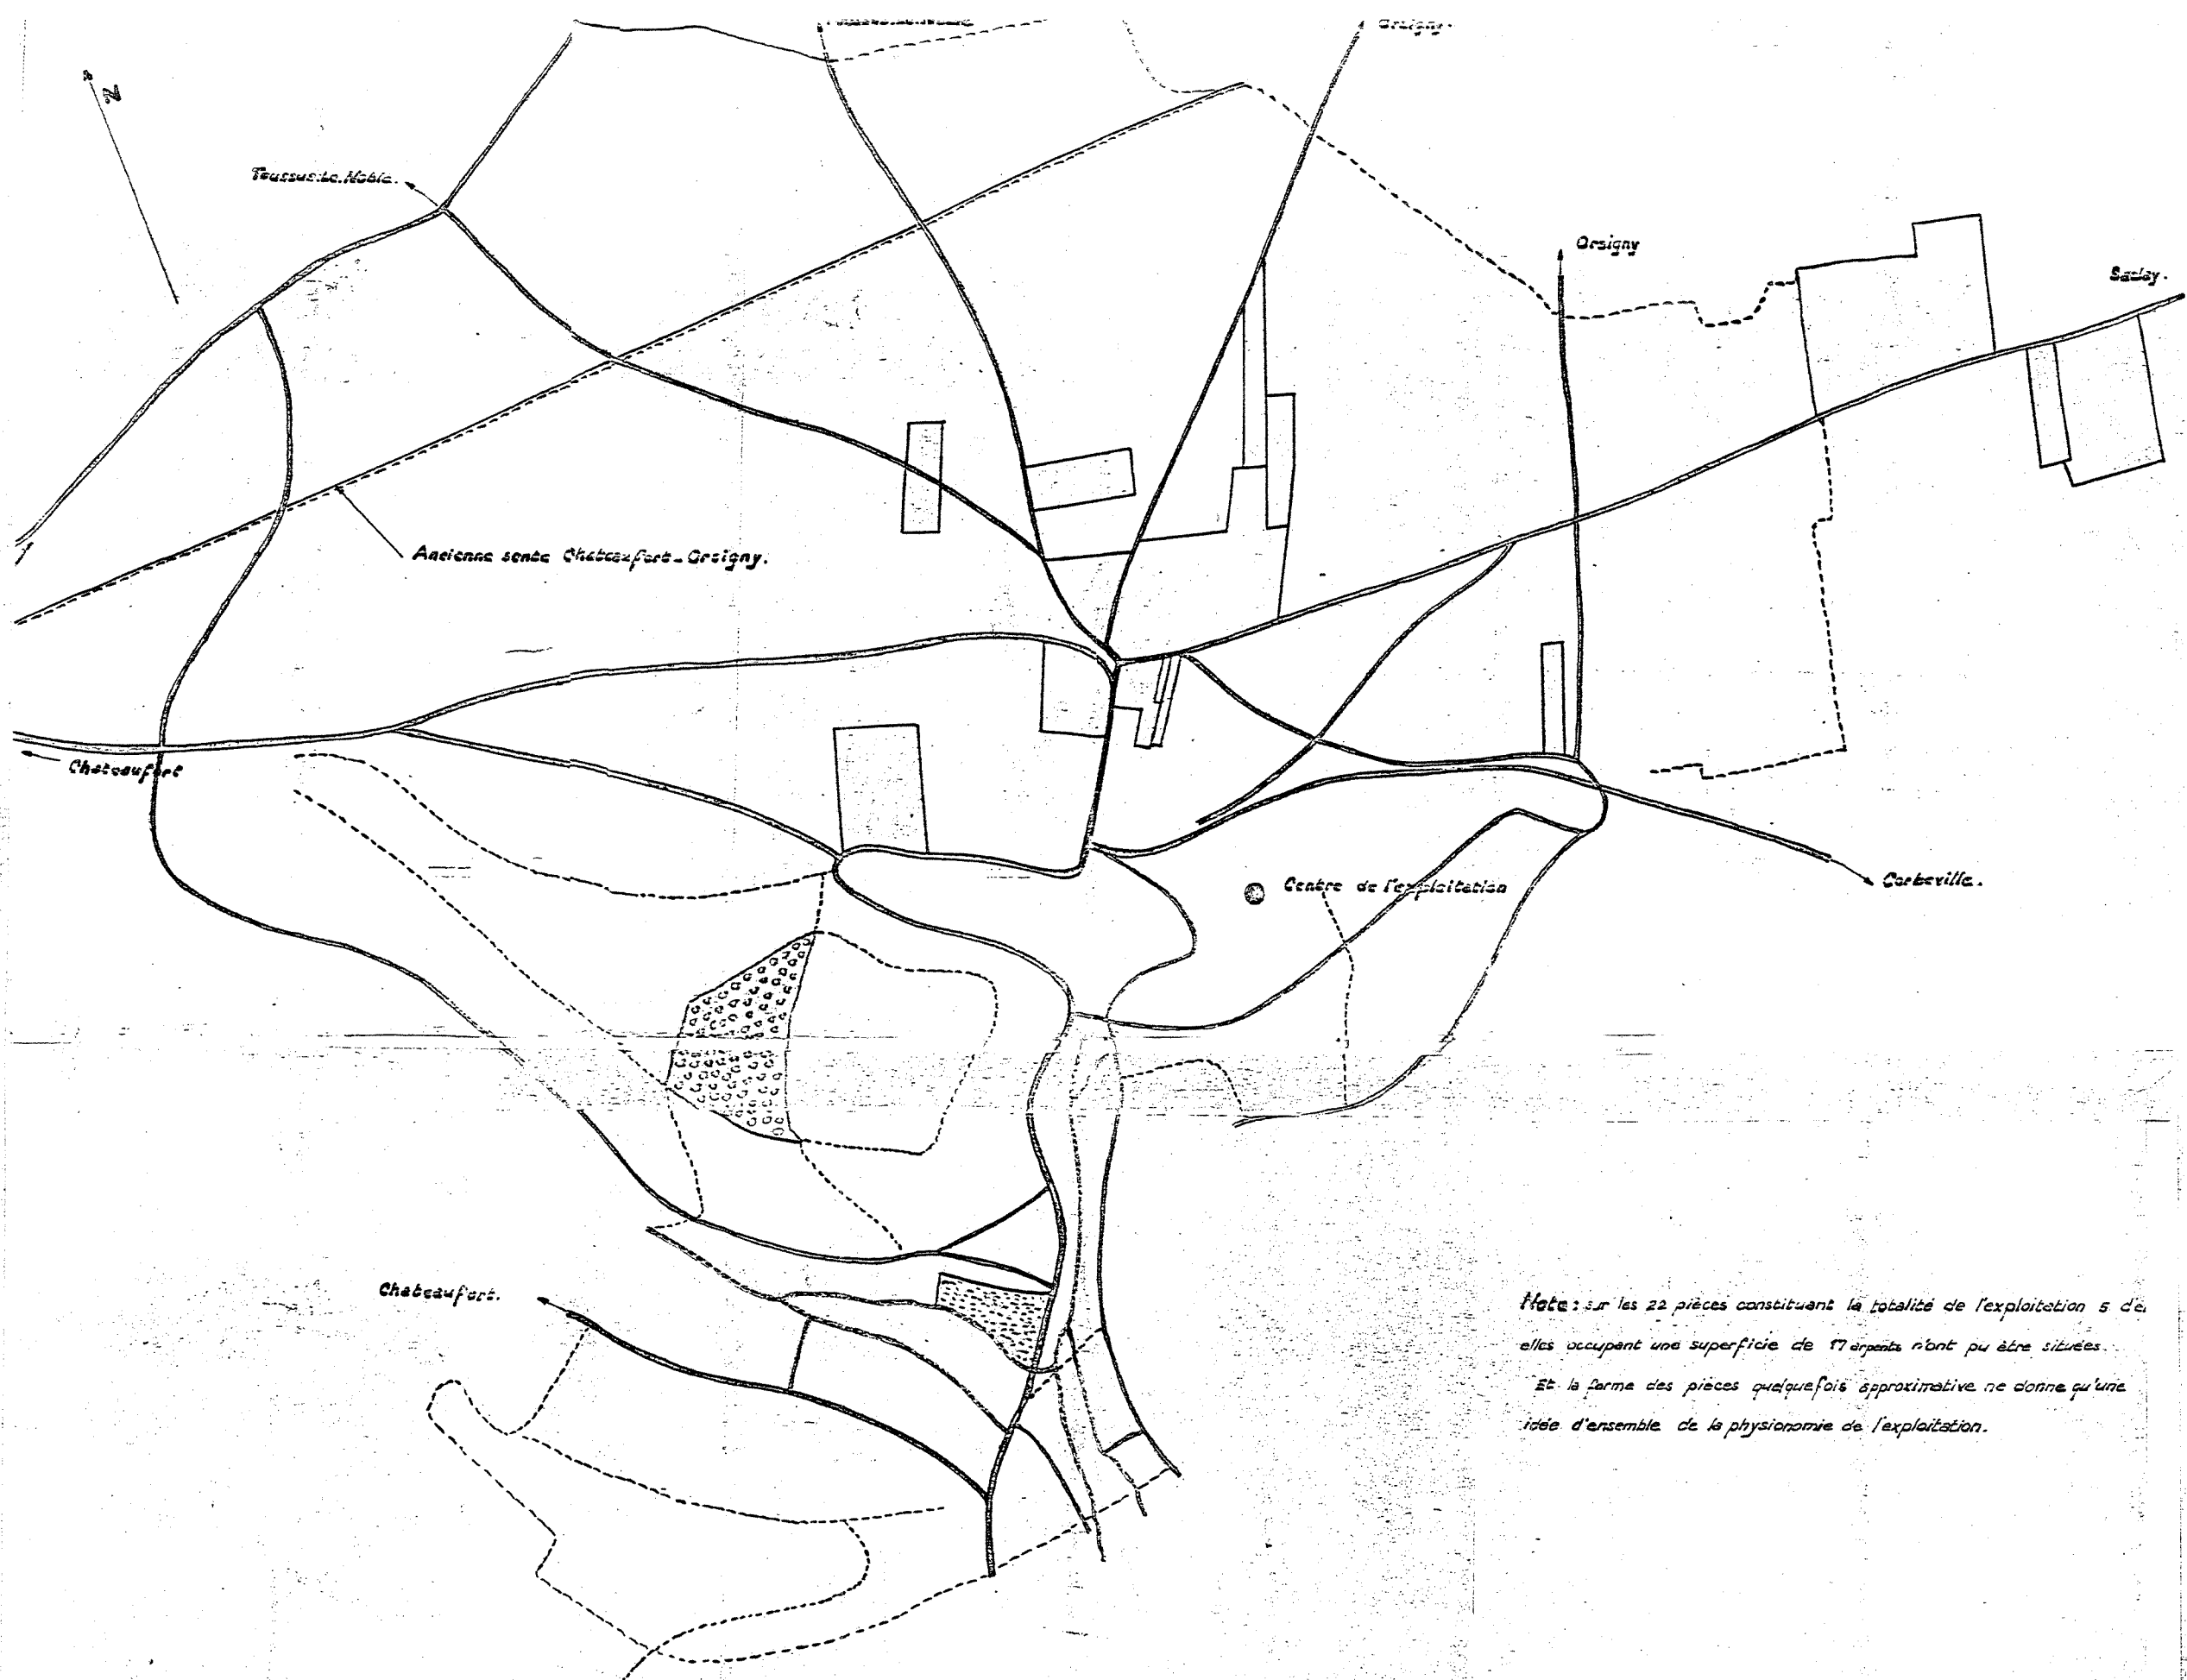 Orsigny.
N
Toussus.Le.Noble.
Orsigny
Saclay.
Ancienne sente Chateaufort-Orsigny.
Chateaufort
Centre de l'exploitation
Corbeville.
Chateaufort.
Note: sur les 22 pièces constituant la totalité de l'exploitation 5 de
elles occupant une superficie de 17 arpents n'ont pu être situées.
Et la forme des pièces quelquefois approximative ne donne qu'une
idée d'ensemble de la physionomie de l'exploitation.